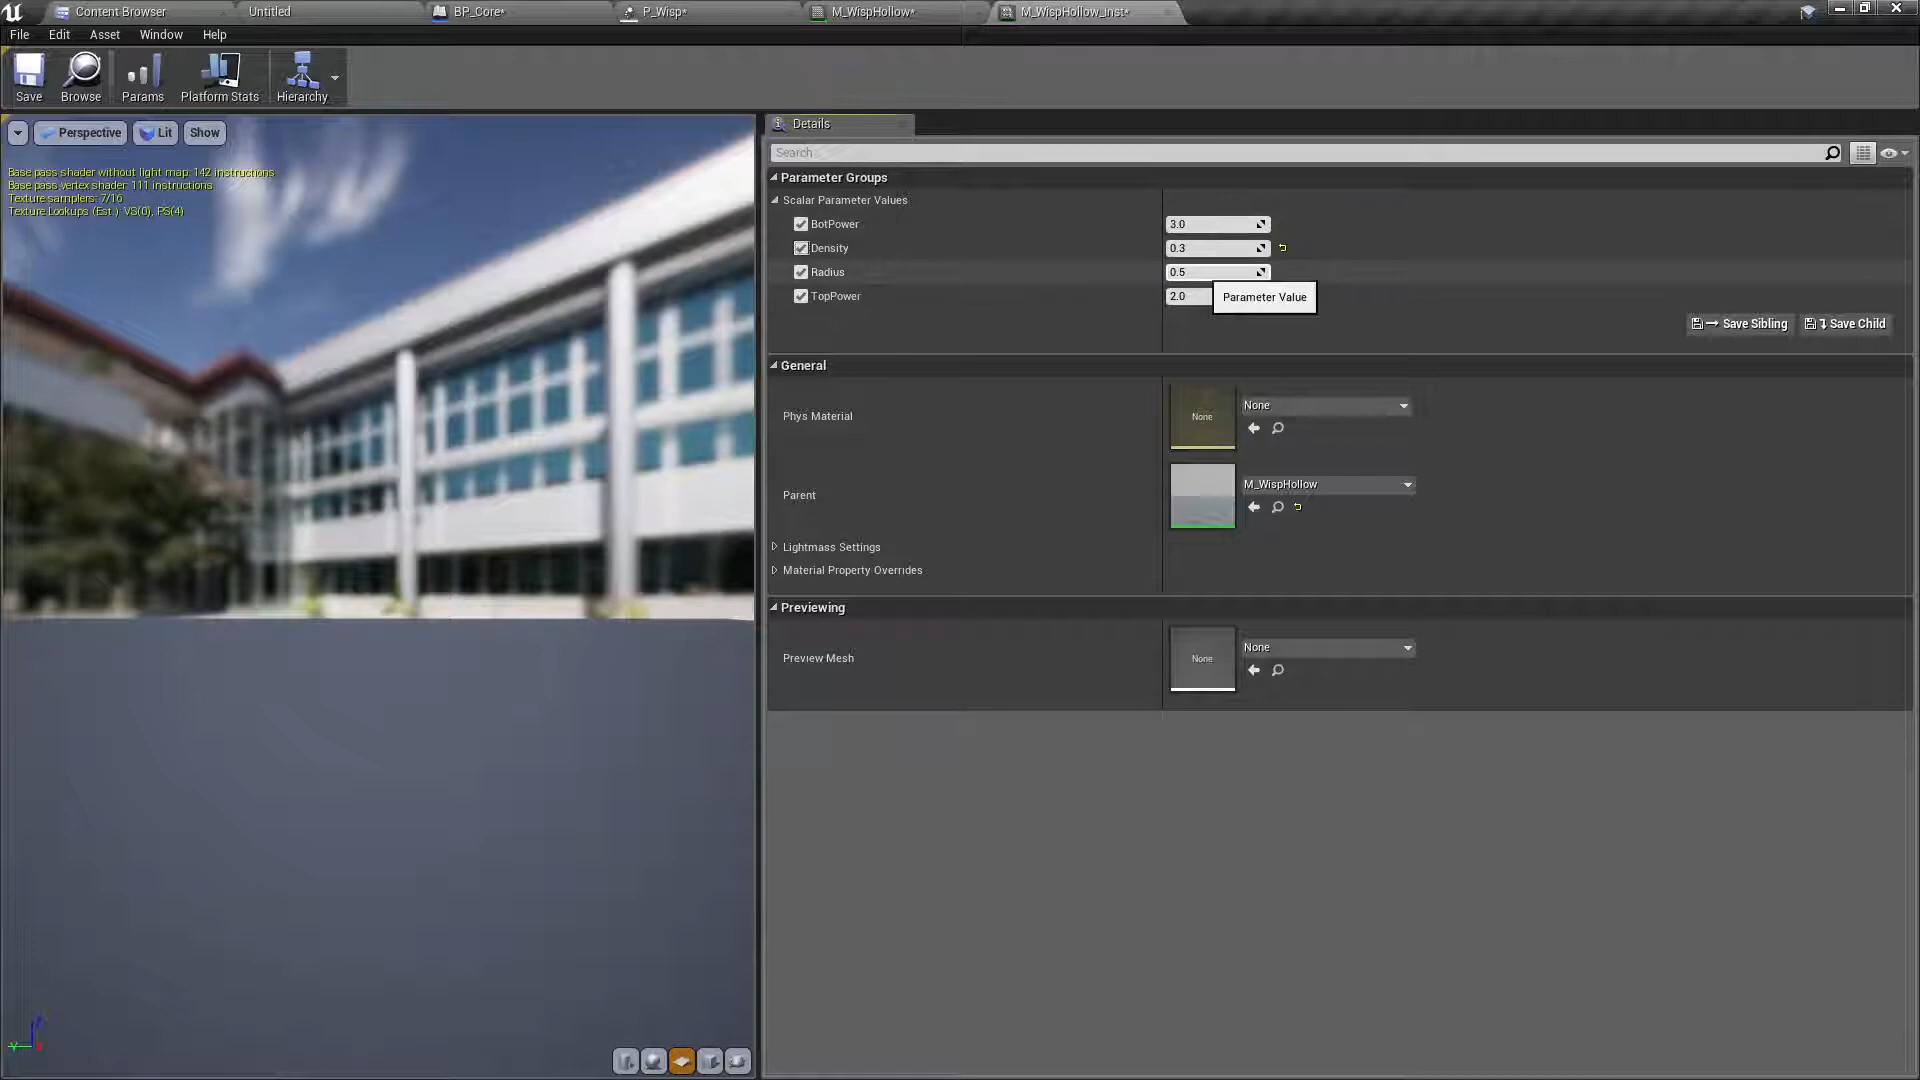 Content Browser
Untitled
BP_Core*
P_Wisp*
M_WispHollow*
M_WispHollow_Inst*
File
Edit
Asset
Window
Help
Save
Browse
Params
Platform Stats
Hierarchy
Perspective
Lit
Show
Base pass shader without light map: 142 instructions
Base pass vertex shader: 111 instructions
Texture samplers: 7/16
Texture Lookups (Est.) VS(0), PS(4)
Details
Search
Parameter Groups
Scalar Parameter Values
BotPower 3.0
Density 0.3
Radius 0.5
TopPower 2.0
Parameter Value
Save Sibling
Save Child
General
Phys Material
None
None
Parent
M_WispHollow
Lightmass Settings
Material Property Overrides
Previewing
Preview Mesh
None
None